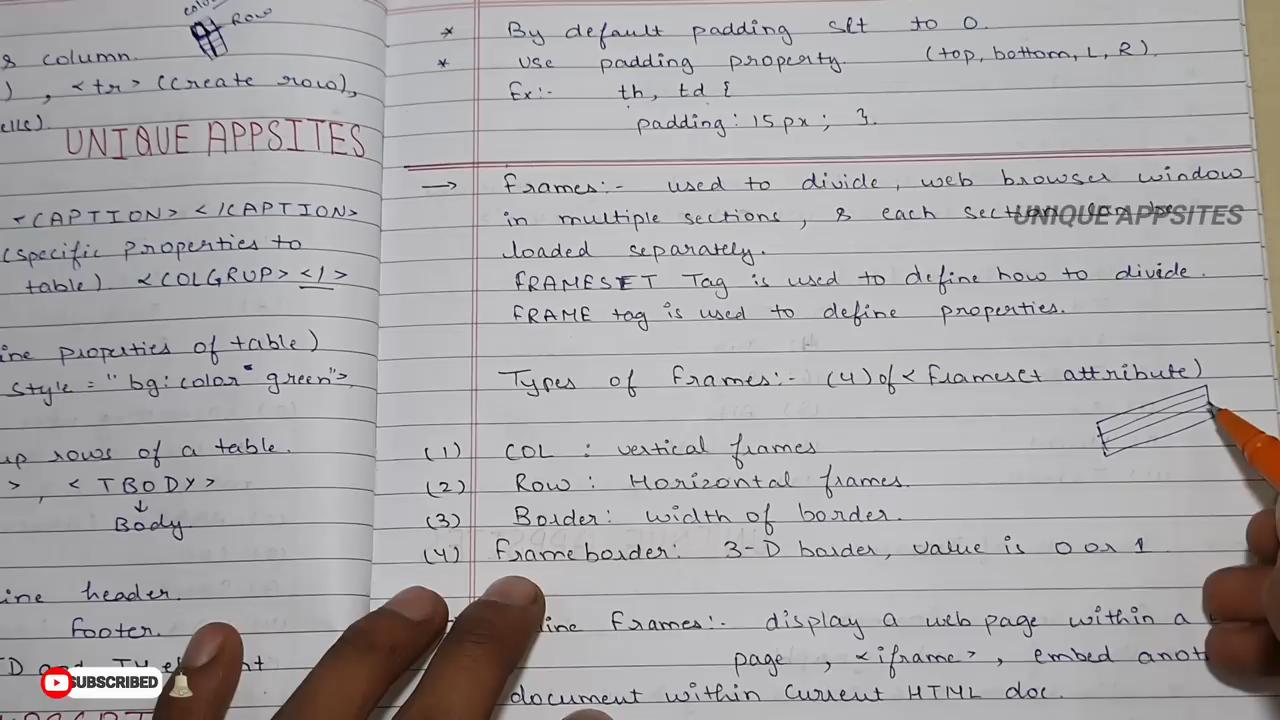 Row
& column.
) , <tr> (Create row),
UNIQUE APPSITES
<CAPTION> </CAPTION>
(specific properties to
table) <COLGRUP> </>
ine properties of table)
Style = "bg:color" green">
up rows of a table.
> , < TBODY>
↓
Body
ine header.
footer.
SUBSCRIBED
* By default padding set to 0.
* use padding property. (top, bottom, L, R).
Ex:- th, td {
padding: 15px ; }.
→ Frames:- used to divide, web browser window
in multiple sections, & each
UNIQUE APPSITES
loaded separately.
FRAMESET Tag is used to define how to divide.
FRAME tag is used to define properties.
Types of Frames:- (4) of < frameset attribute)
(1) COL : vertical frames
(2) Row : Horizontal frames.
(3) Border: width of border.
(4) Frameborder: 3-D border, value is 0 or 1
line Frames:- display a web page within a
page , <iframe> , embed
document within Current HTML doc.